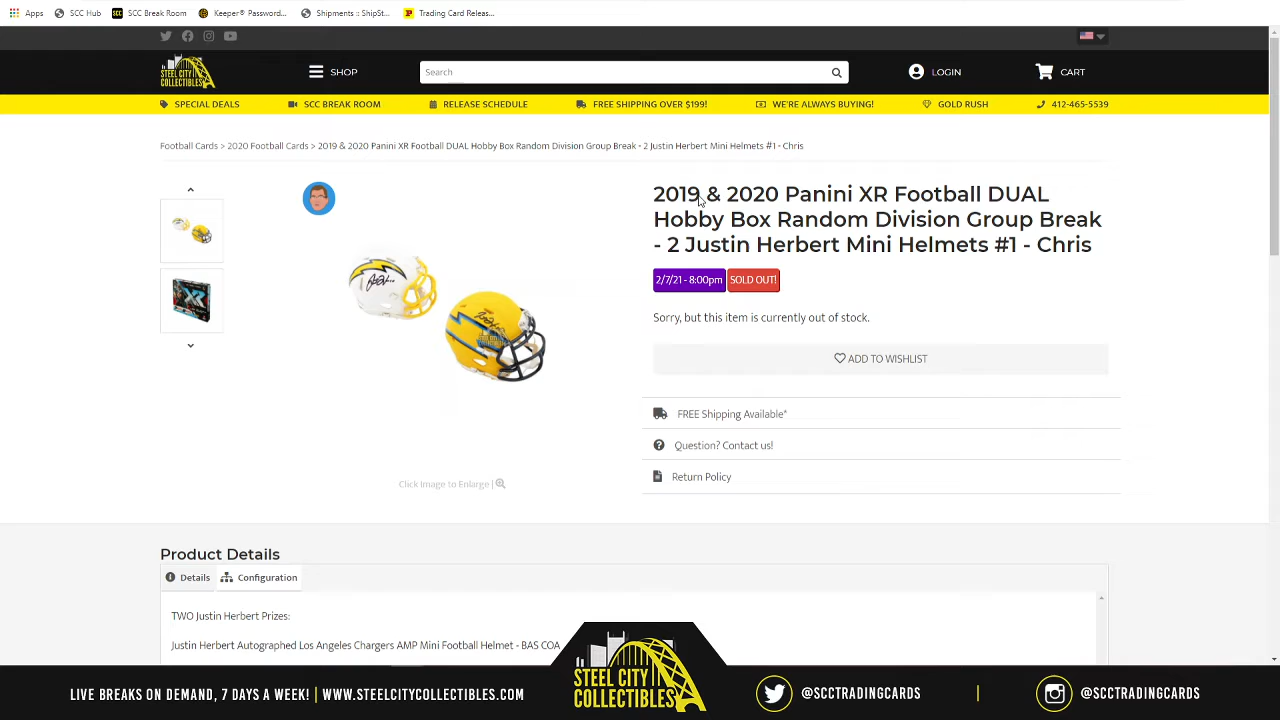 Apps SCC Hub SCC Break Room Keeper® Password... Shipments :: ShipSt... Trading Card Releas...
STEEL CITY
COLLECTIBLES
SHOP
Search
LOGIN
CART
SPECIAL DEALS SCC BREAK ROOM RELEASE SCHEDULE FREE SHIPPING OVER $199! WE'RE ALWAYS BUYING! GOLD RUSH 412-465-5539
Football Cards > 2020 Football Cards > 2019 & 2020 Panini XR Football DUAL Hobby Box Random Division Group Break - 2 Justin Herbert Mini Helmets #1 - Chris
2019 & 2020 Panini XR Football DUAL
Hobby Box Random Division Group Break
- 2 Justin Herbert Mini Helmets #1 - Chris
2/7/21 - 8:00pm SOLD OUT!
Sorry, but this item is currently out of stock.
ADD TO WISHLIST
FREE Shipping Available*
Question? Contact us!
Return Policy
Click Image to Enlarge |
Product Details
Details Configuration
TWO Justin Herbert Prizes:
Justin Herbert Autographed Los Angeles Chargers AMP Mini Football Helmet - BAS COA
LIVE BREAKS ON DEMAND, 7 DAYS A WEEK! | WWW.STEELCITYCOLLECTIBLES.COM
STEEL CITY
COLLECTIBLES
@SCCTRADINGCARDS | @SCCTRADINGCARDS